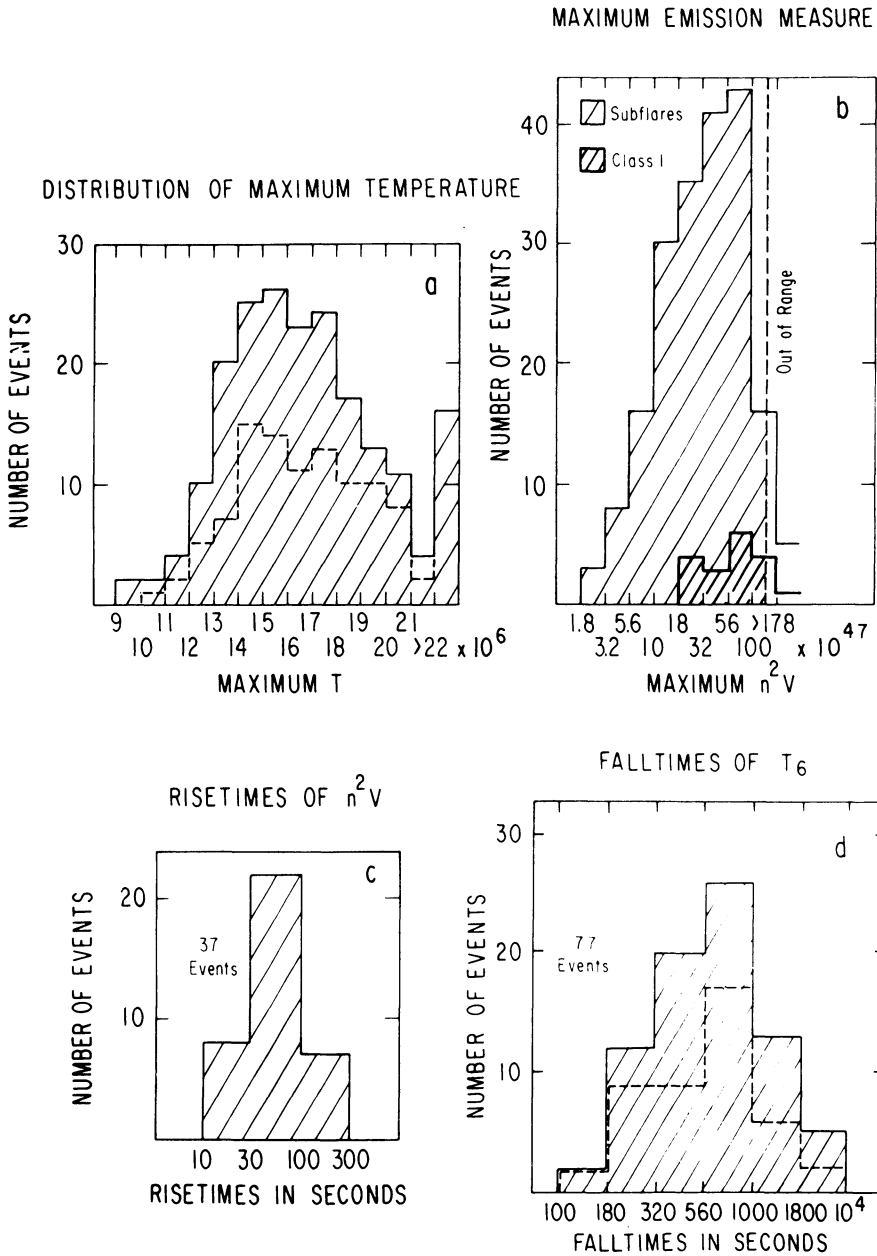 MAXIMUM EMISSION MEASURE
b
Subflares
Class I
40
30
20
10
NUMBER OF EVENTS
Out of Range
1.8 5.6 18 56 >178
3.2 10 32 100 x 10^47
MAXIMUM n²V
DISTRIBUTION OF MAXIMUM TEMPERATURE
a
30
20
10
NUMBER OF EVENTS
9 11 13 15 17 19 21
10 12 14 16 18 20 >22 x 10^6
MAXIMUM T
RISETIMES OF n²V
c
20
10
37
Events
NUMBER OF EVENTS
10 30 100 300
RISETIMES IN SECONDS
FALLTIMES OF T₆
d
30
20
10
77
Events
NUMBER OF EVENTS
100 180 320 560 1000 1800 10⁴
FALLTIMES IN SECONDS